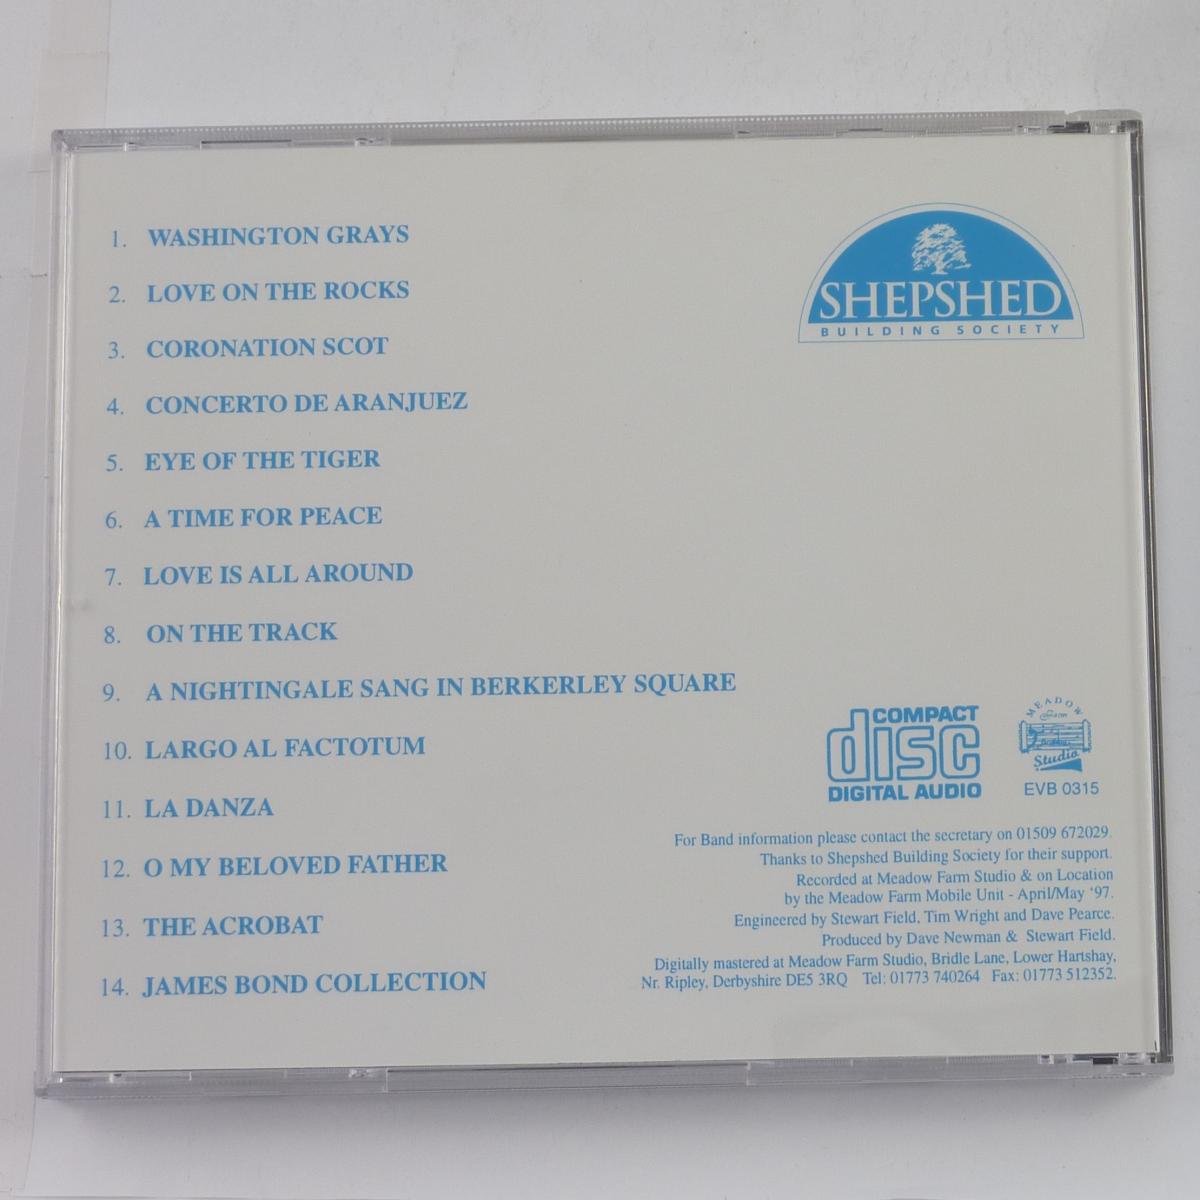 1. WASHINGTON GRAYS
2. LOVE ON THE ROCKS
3. CORONATION SCOT
4. CONCERTO DE ARANJUEZ
5. EYE OF THE TIGER
6. A TIME FOR PEACE
7. LOVE IS ALL AROUND
8. ON THE TRACK
9. A NIGHTINGALE SANG IN BERKERLEY SQUARE
10. LARGO AL FACTOTUM
11. LA DANZA
12. O MY BELOVED FATHER
13. THE ACROBAT
14. JAMES BOND COLLECTION
SHEPSHED
BUILDING SOCIETY
COMPACT
disc
DIGITAL AUDIO
MEADOW
Studio
EVB 0315
For Band information please contact the secretary on 01509 672029.
Thanks to Shepshed Building Society for their support.
Recorded at Meadow Farm Studio & on Location
by the Meadow Farm Mobile Unit - April/May ‘97.
Engineered by Stewart Field, Tim Wright and Dave Pearce.
Produced by Dave Newman & Stewart Field.
Digitally mastered at Meadow Farm Studio, Bridle Lane, Lower Hartshay,
Nr. Ripley, Derbyshire DE5 3RQ Tel: 01773 740264 Fax: 01773 512352.